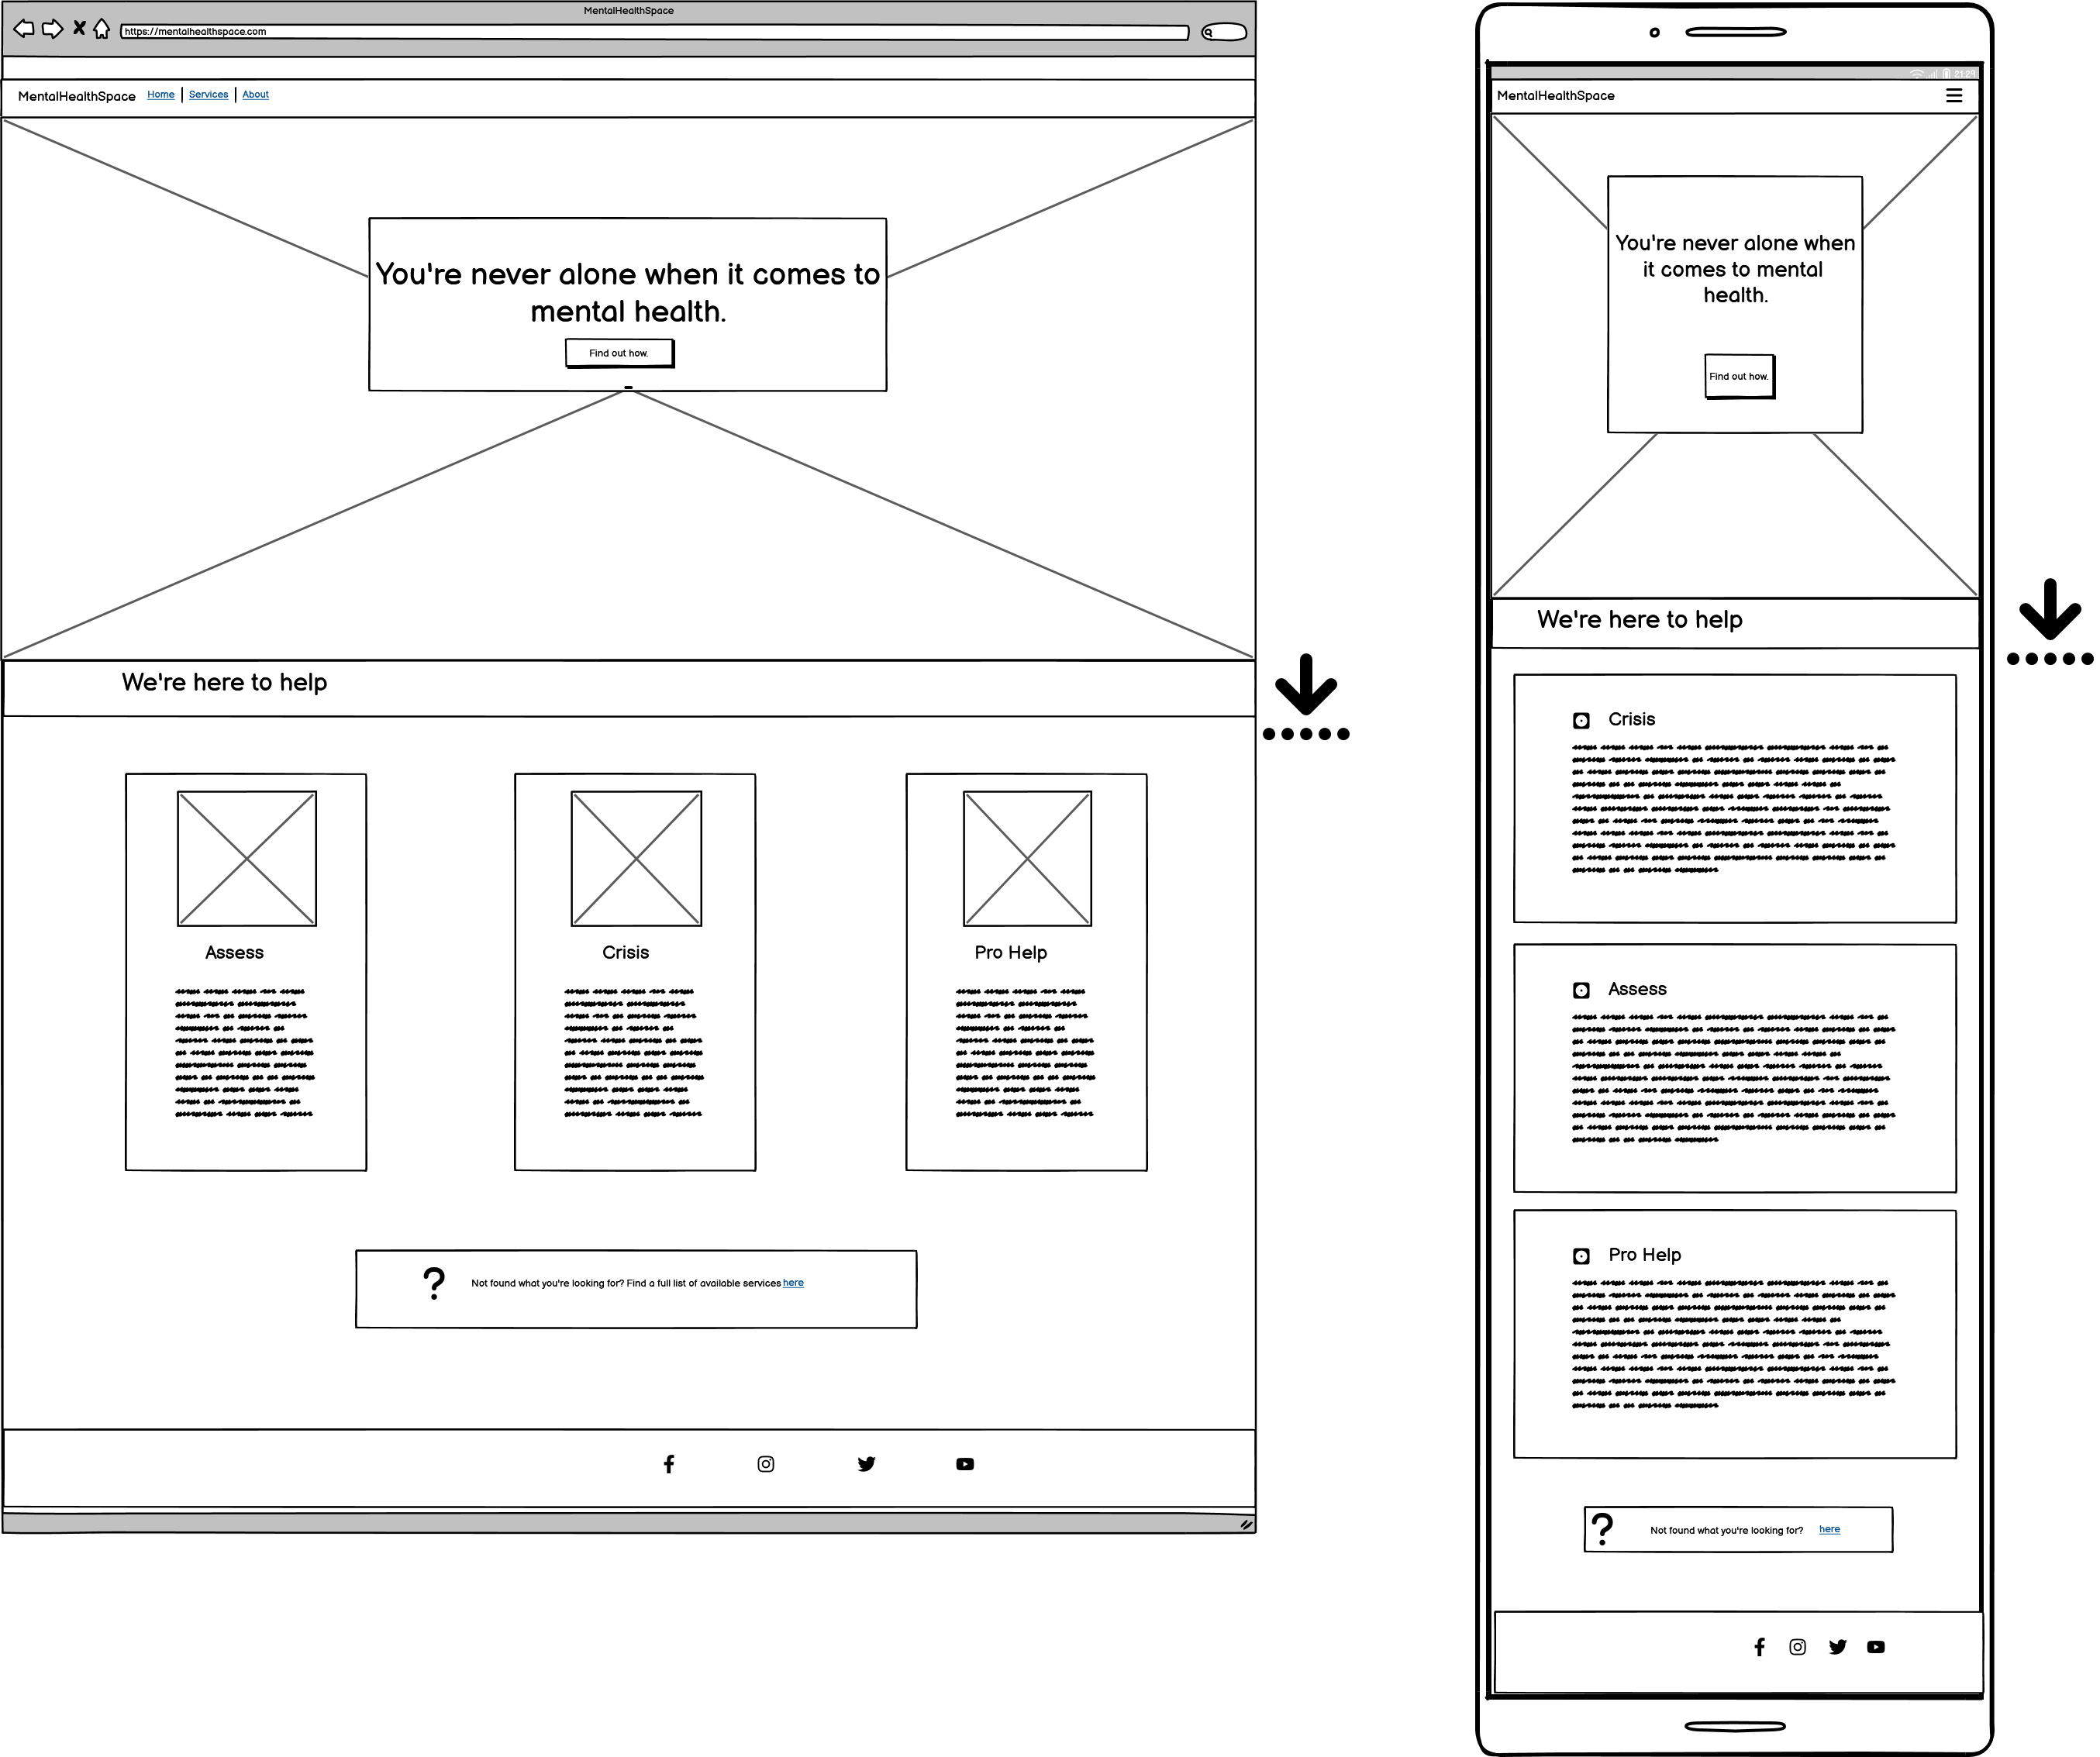 MentalHealthSpace
https://mentalhealthspace.com
MentalHealthSpace Home Services About
You're never alone when it comes to
mental health.
Find out how.
We're here to help
Assess
Crisis
Pro Help
? Not found what you're looking for? Find a full list of available services here
21:29
MentalHealthSpace
You're never alone when
it comes to mental
health.
Find out how.
We're here to help
Crisis
Assess
Pro Help
? Not found what you're looking for? here